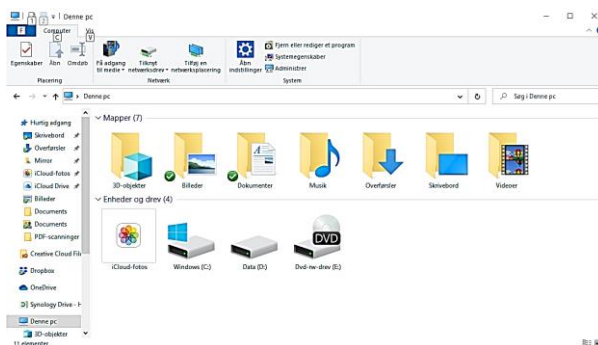 Denne pc
F
Computer
Vis
C
V
Egenskaber
Åbn
Omdøb
Få adgang til medie
Tilknyt netværksdrev
Tilføj en netværksplacering
Åbn indstillinger
Fjern eller rediger et program
Systemegenskaber
Administrer
Placering
Netværk
System
Denne pc
Søg i Denne pc
Hurtig adgang
Skrivebord
Overførsler
Mirror
iCloud-fotos
iCloud Drive
Billeder
Documents
Documents
PDF-scanninger
Creative Cloud Fil
Dropbox
OneDrive
Synology Drive - H
Denne pc
3D-objekter
11 elementer
Mapper (7)
3D-objekter
Billeder
Dokumenter
Musik
Overførsler
Skrivebord
Videoer
Enheder og drev (4)
iCloud-fotos
Windows (C:)
Data (D:)
DVD
Dvd-rw-drev (E:)